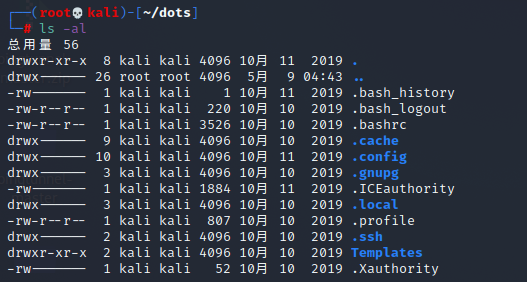 ┌──(root💀kali)-[~/dots]
└─# ls -al
总用量 56
drwxr-xr-x  8 kali kali 4096 10月 11  2019 .
drwx------ 26 root root 4096  5月  9 04:43 ..
-rw-------  1 kali kali    1 10月 11  2019 .bash_history
-rw-r--r--  1 kali kali  220 10月 10  2019 .bash_logout
-rw-r--r--  1 kali kali 3526 10月 10  2019 .bashrc
drwx------  9 kali kali 4096 10月 10  2019 .cache
drwx------ 10 kali kali 4096 10月 11  2019 .config
drwx------  3 kali kali 4096 10月 10  2019 .gnupg
-rw-------  1 kali kali 1884 10月 11  2019 .ICEauthority
drwx------  3 kali kali 4096 10月 10  2019 .local
-rw-r--r--  1 kali kali  807 10月 10  2019 .profile
drwx------  2 kali kali 4096 10月 10  2019 .ssh
drwxr-xr-x  2 kali kali 4096 10月 10  2019 Templates
-rw-------  1 kali kali   52 10月 10  2019 .Xauthority